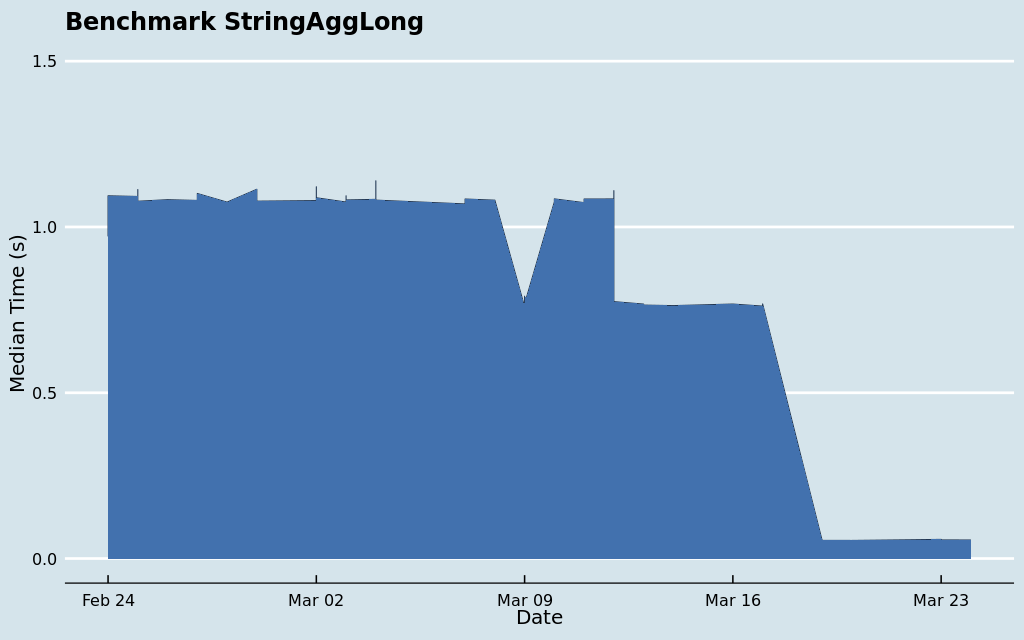 Benchmark StringAggLong
Median Time (s)
1.5
1.0
0.5
0.0
Feb 24 Mar 02 Mar 09 Mar 16 Mar 23
Date